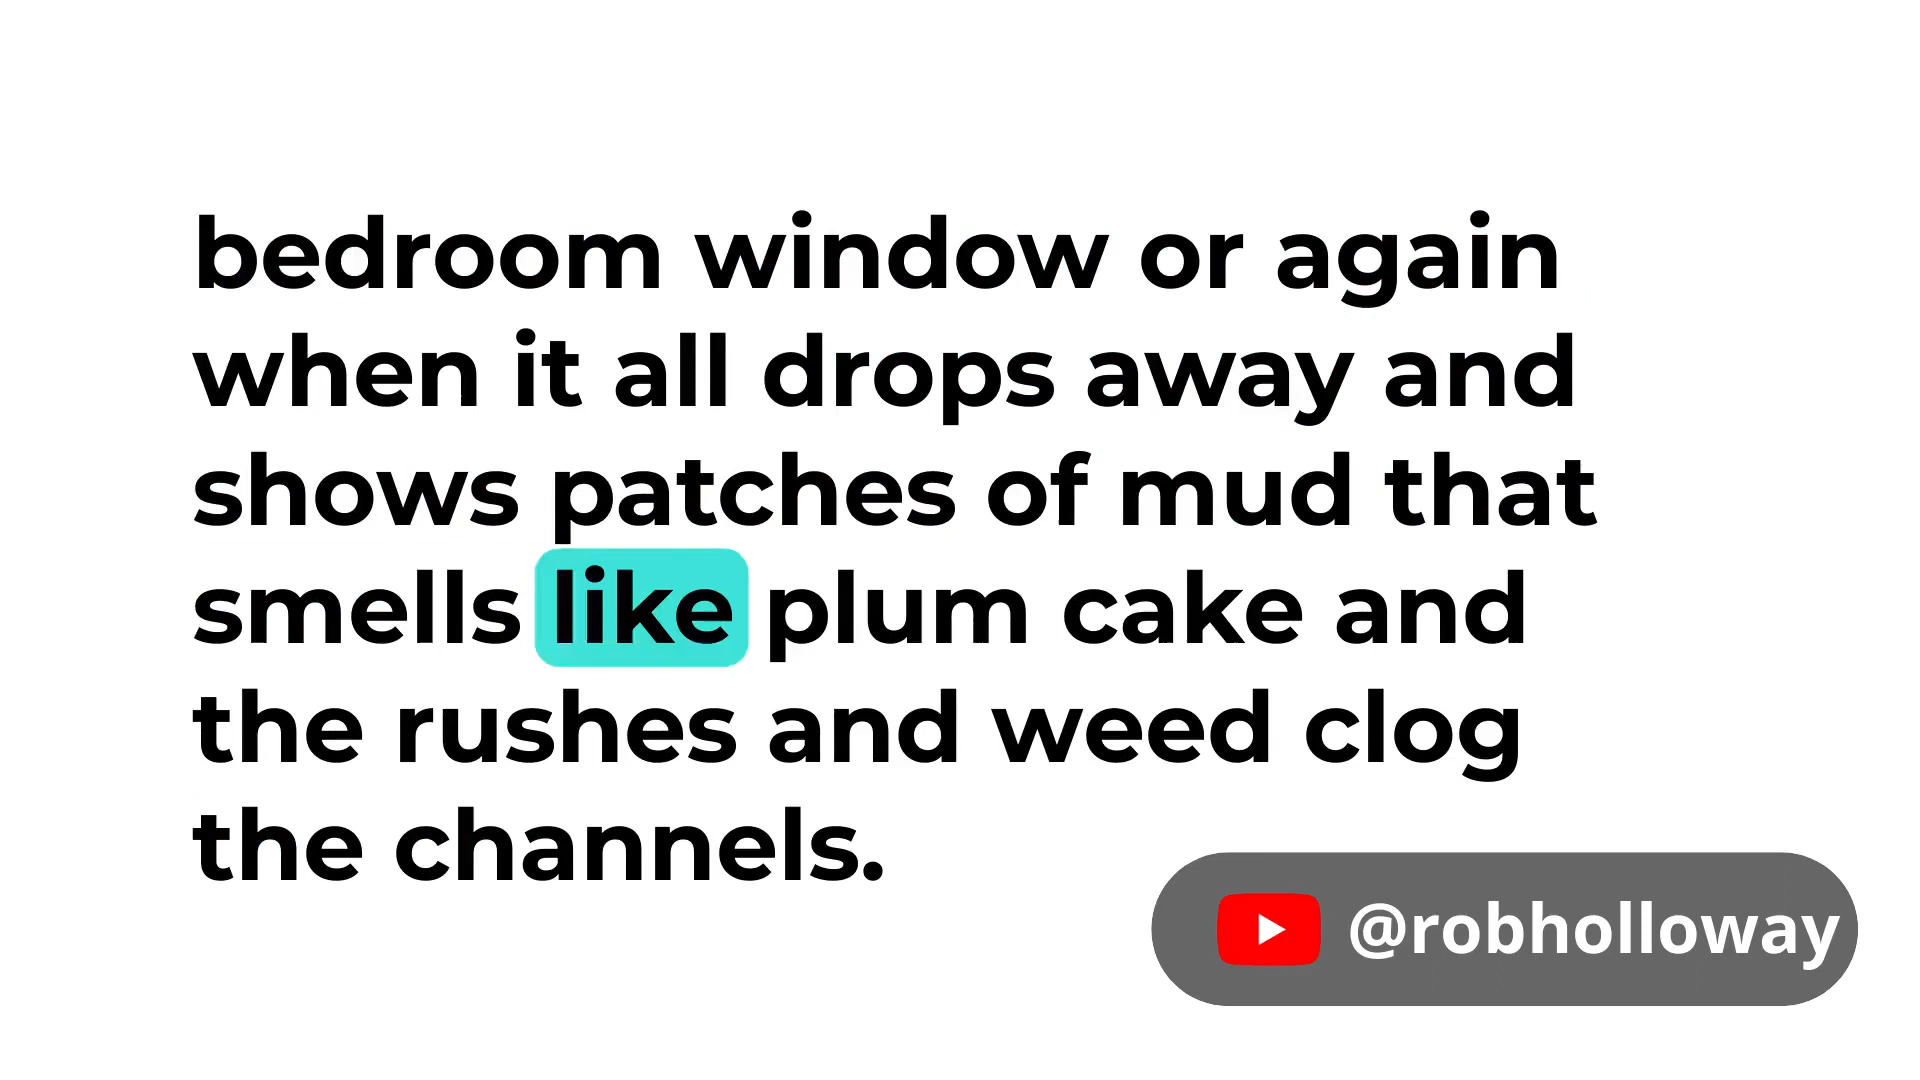 bedroom window or again
when it all drops away and
shows patches of mud that
smells like plum cake and
the rushes and weed clog
the channels.
@robholloway